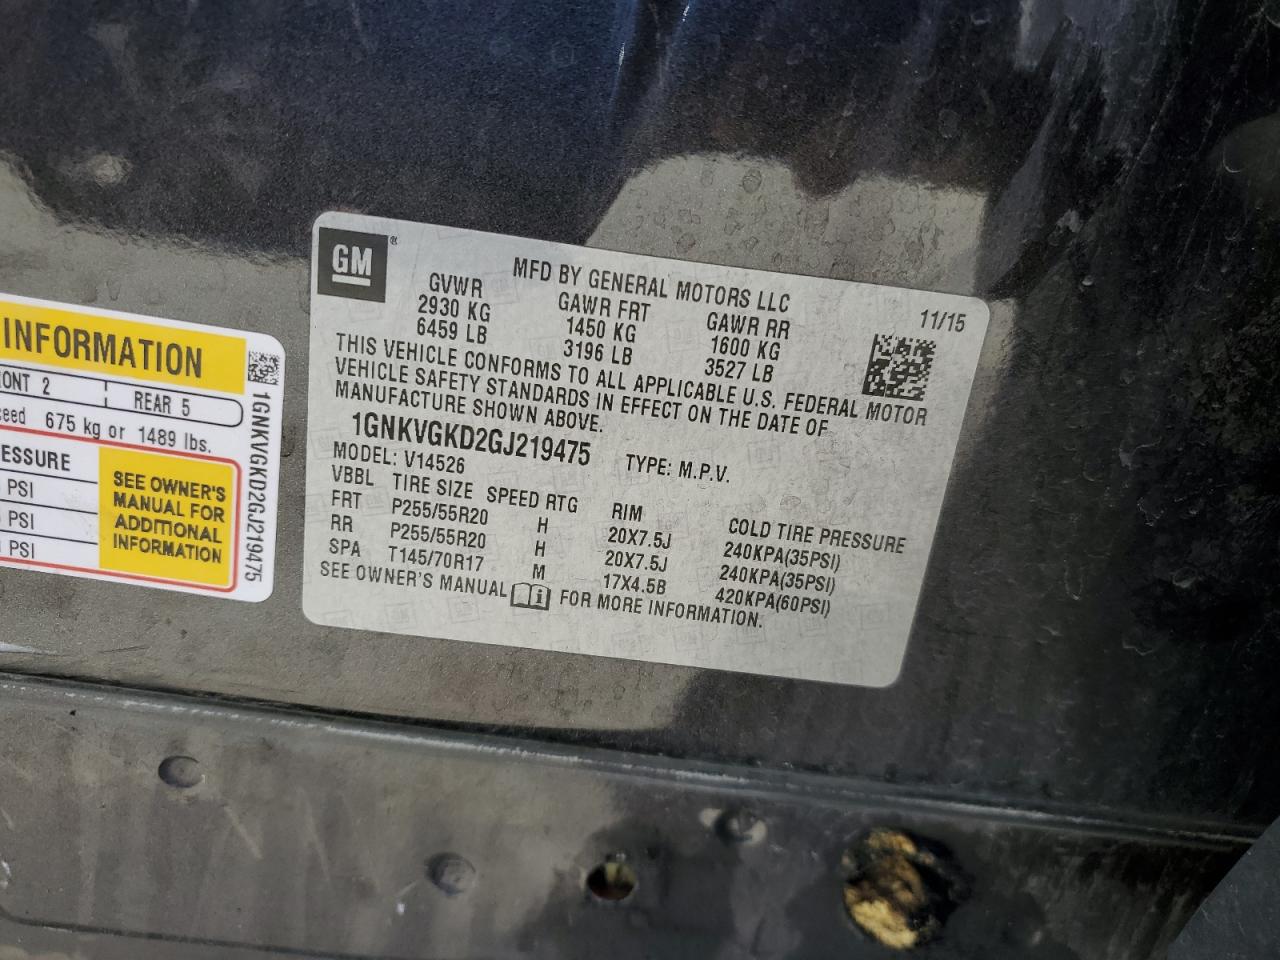 GM®
MFD BY GENERAL MOTORS LLC
11/15
GVWR GAWR FRT GAWR RR
2930 KG 1450 KG 1600 KG
6459 LB 3196 LB 3527 LB
THIS VEHICLE CONFORMS TO ALL APPLICABLE U.S. FEDERAL MOTOR
VEHICLE SAFETY STANDARDS IN EFFECT ON THE DATE OF
MANUFACTURE SHOWN ABOVE.
1GNKVGKD2GJ219475 TYPE: M.P.V.
MODEL: V14526
VBBL TIRE SIZE SPEED RTG RIM COLD TIRE PRESSURE
FRT P255/55R20 H 20X7.5J 240KPA(35PSI)
RR P255/55R20 H 20X7.5J 240KPA(35PSI)
SPA T145/70R17 M 17X4.5B 420KPA(60PSI)
SEE OWNER'S MANUAL i FOR MORE INFORMATION.
INFORMATION
2 REAR 5
675 kg or 1489 lbs.
PSI
PSI
PSI
SEE OWNER'S
MANUAL FOR
ADDITIONAL
INFORMATION
1GNKVGKD2GJ219475